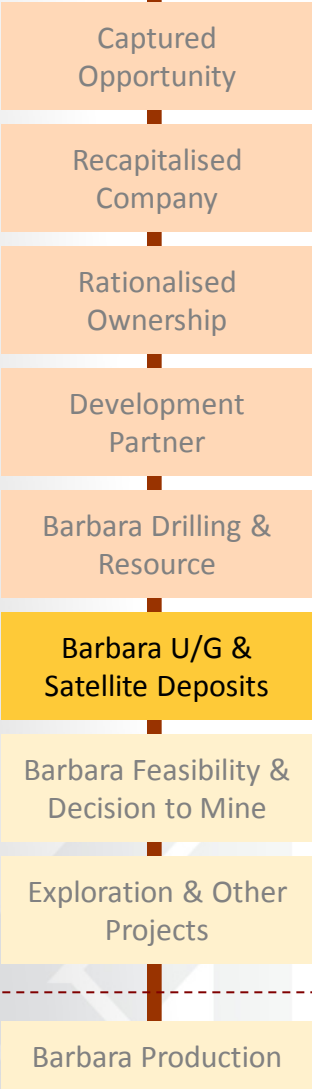 Captured
Opportunity
Recapitalised
Company
Rationalised
Ownership
Development
Partner
Barbara Drilling &
Resource
Barbara U/G &
Satellite Deposits
Barbara Feasibility &
Decision to Mine
Exploration & Other
Projects
Barbara Production